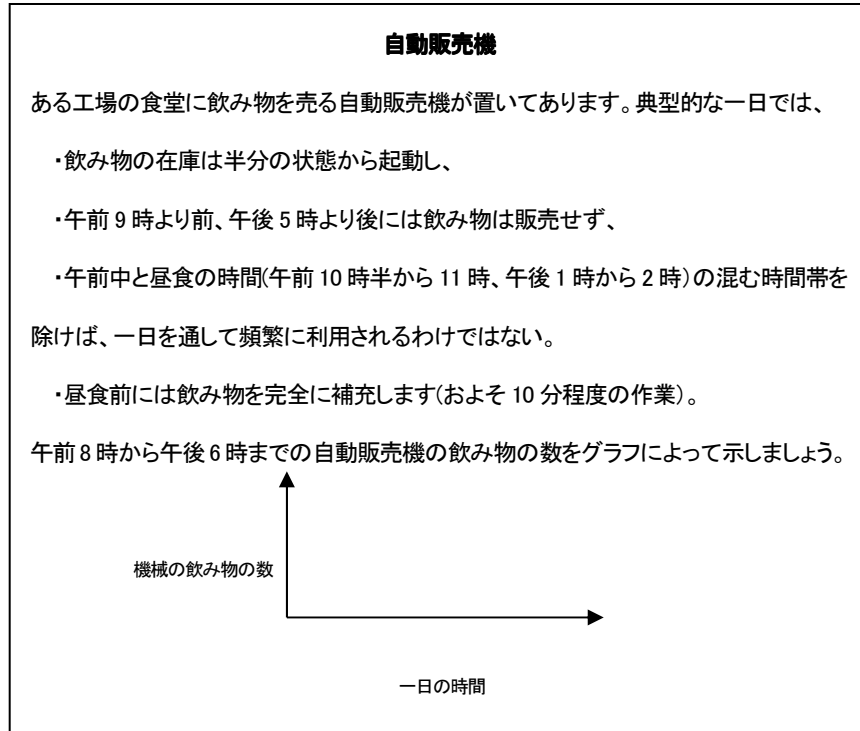 自動販売機
ある工場の食堂に飲み物を売る自動販売機が置いてあります。典型的な一日では、
・飲み物の在庫は半分の状態から起動し、
・午前 9 時より前、午後 5 時より後には飲み物は販売せず、
・午前中と昼食の時間(午前 10 時半から 11 時、午後 1 時から 2 時)の混む時間帯を
除けば、一日を通して頻繁に利用されるわけではない。
・昼食前には飲み物を完全に補充します(およそ 10 分程度の作業)。
午前 8 時から午後 6 時までの自動販売機の飲み物の数をグラフによって示しましょう。
機械の飲み物の数
一日の時間